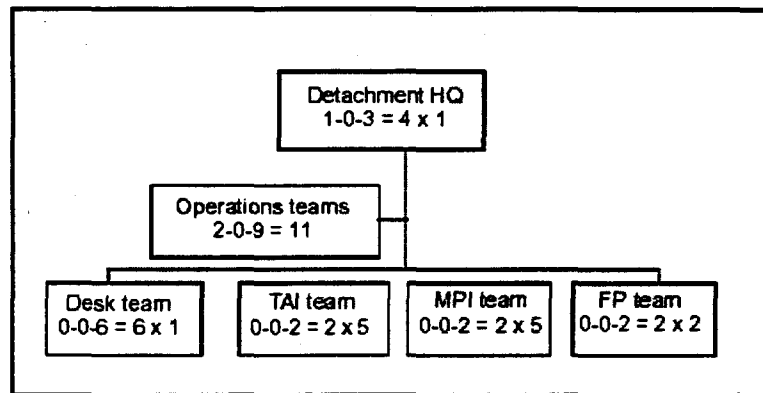 Detachment HQ
1-0-3 = 4 x 1
Operations teams
2-0-9 = 11
Desk team
0-0-6 = 6 x 1
TAI team
0-0-2 = 2 x 5
MPI team
0-0-2 = 2 x 5
FP team
0-0-2 = 2 x 2